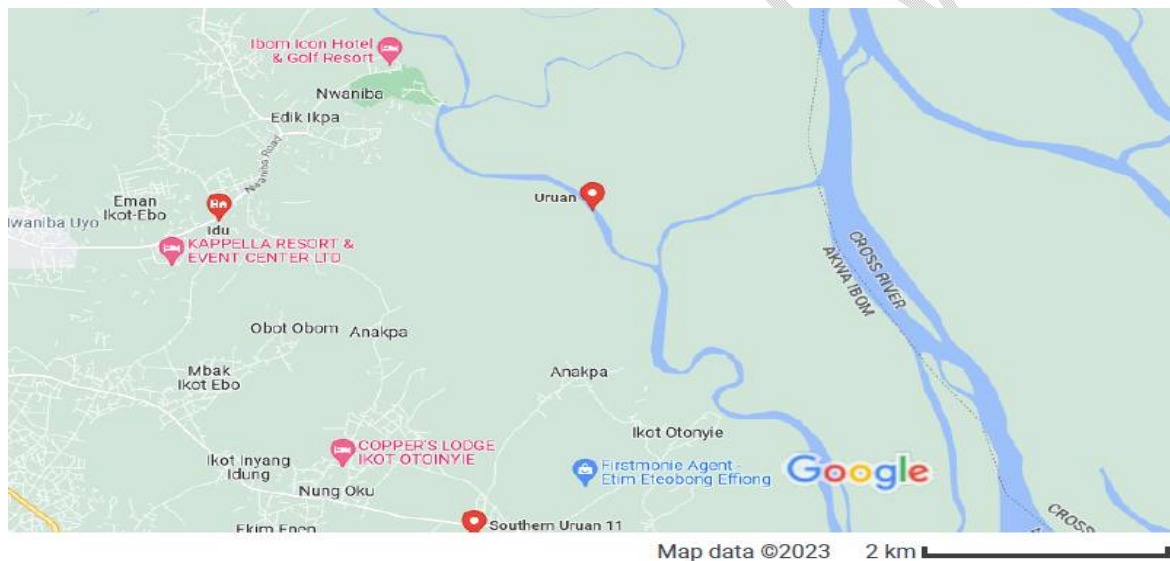 Ibom Icon Hotel
& Golf Resort
Nwaniba
Edik Ikpa
Nwaniba Road
Eman
Ikot-Ebo
Uruan
Nwaniba Uyo
Idu
KAPPELLA RESORT &
EVENT CENTER LTD
CROSS RIVER
AKWA IBOM
Obot Obom
Anakpa
Mbak
Ikot Ebo
Anakpa
Ikot Otonyie
COPPER'S LODGE
IKOT OTOINYIE
Ikot Inyang
Idung
Firstmonie Agent -
Etim Eteobong Effiong
Google
Nung Oku
Southern Uruan 11
Ekim Enen
CROSS
CROSS
Map data ©2023 2 km